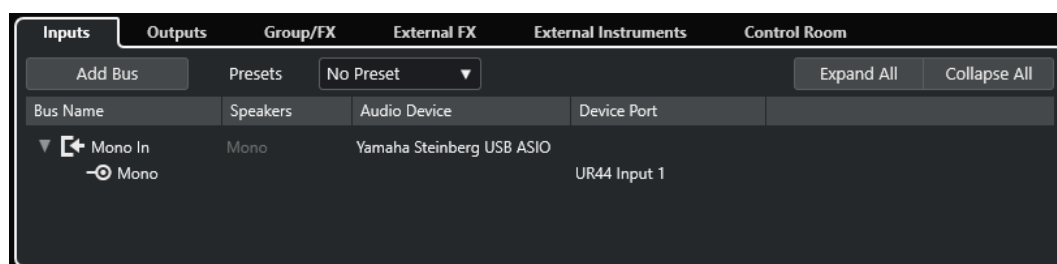 Inputs Outputs Group/FX External FX External Instruments Control Room
Add Bus Presets No Preset Expand All Collapse All
Bus Name Speakers Audio Device Device Port
Mono In Mono Yamaha Steinberg USB ASIO
Mono UR44 Input 1